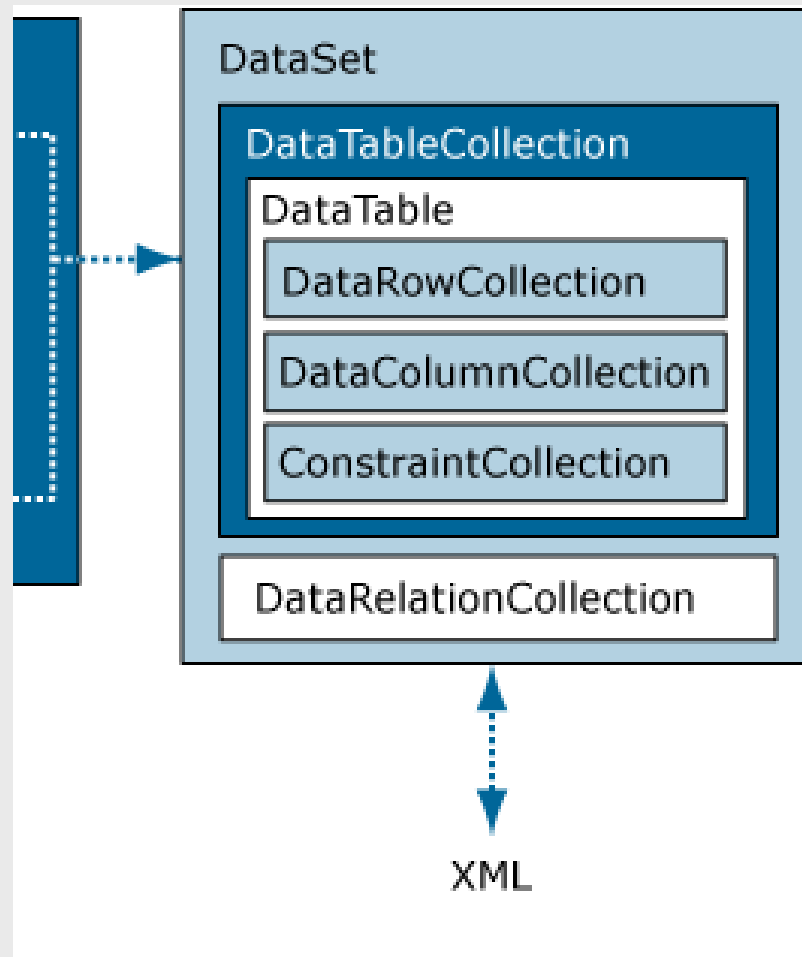 DataSet
DataTableCollection
DataTable
DataRowCollection
DataColumnCollection
ConstraintCollection
DataRelationCollection
XML